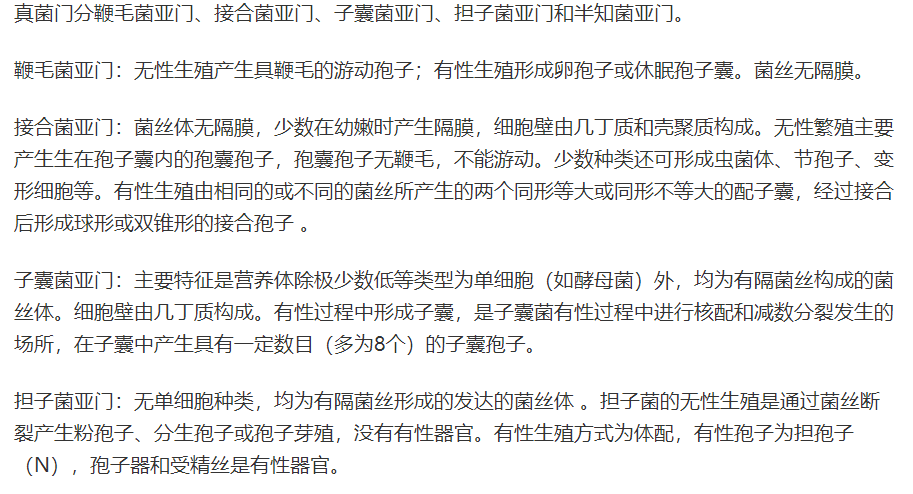 真菌门分鞭毛菌亚门、接合菌亚门、子囊菌亚门、担子菌亚门和半知菌亚门。
鞭毛菌亚门：无性生殖产生具鞭毛的游动孢子；有性生殖形成卵孢子或休眠孢子囊。菌丝无隔膜。
接合菌亚门：菌丝体无隔膜，少数在幼嫩时产生隔膜，细胞壁由几丁质和壳聚质构成。无性繁殖主要
产生生在孢子囊内的孢囊孢子，孢囊孢子无鞭毛，不能游动。少数种类还可形成虫菌体、节孢子、变
形细胞等。有性生殖由相同的或不同的菌丝所产生的两个同形等大或同形不等大的配子囊，经过接合
后形成球形或双锥形的接合孢子 。
子囊菌亚门：主要特征是营养体除极少数低等类型为单细胞（如酵母菌）外，均为有隔菌丝构成的菌
丝体。细胞壁由几丁质构成。有性过程中形成子囊，是子囊菌有性过程中进行核配和减数分裂发生的
场所，在子囊中产生具有一定数目（多为8个）的子囊孢子。
担子菌亚门：无单细胞种类，均为有隔菌丝形成的发达的菌丝体 。担子菌的无性生殖是通过菌丝断
裂产生粉孢子、分生孢子或孢子芽殖，没有有性器官。有性生殖方式为体配，有性孢子为担孢子
（N），孢子器和受精丝是有性器官。